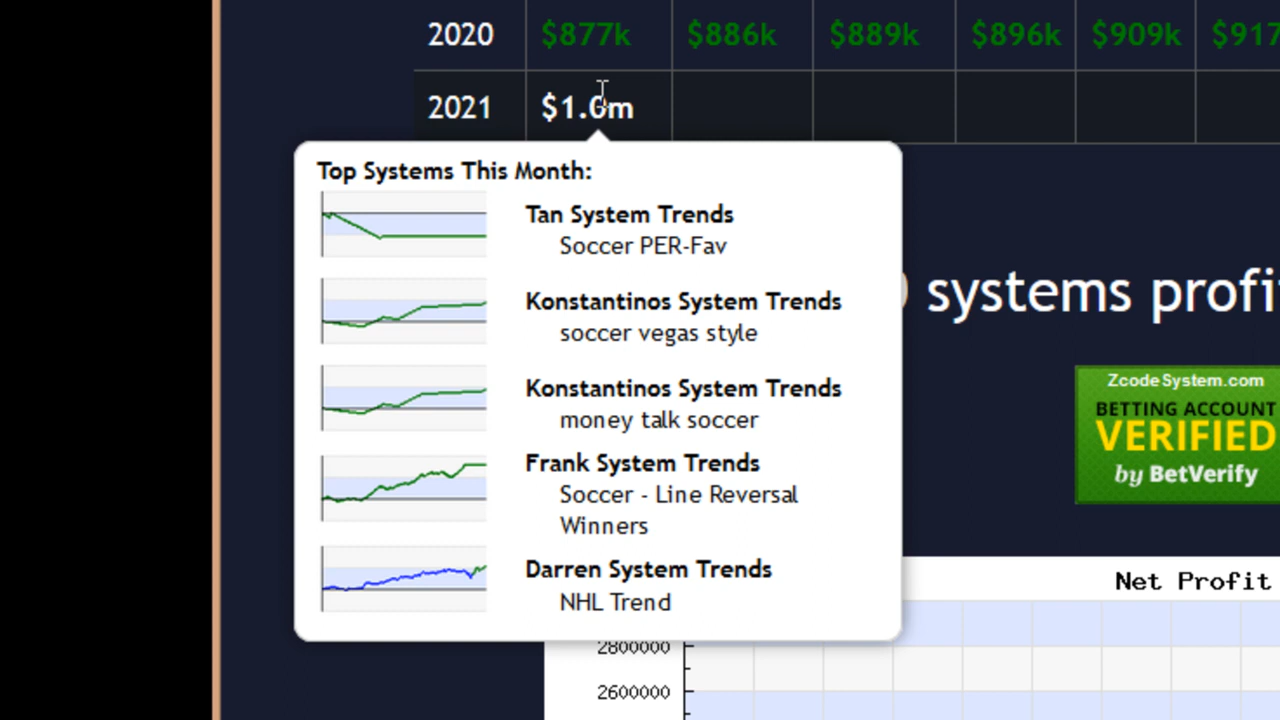 2020 $877k $886k $889k $896k $909k $917
2021 $1.0m
Top Systems This Month:
Tan System Trends
Soccer PER-Fav
Konstantinos System Trends
soccer vegas style
systems profi
Konstantinos System Trends
money talk soccer
ZcodeSystem.com
BETTING ACCOUNT
VERIFIED
by BetVerify
Frank System Trends
Soccer - Line Reversal
Winners
Darren System Trends
NHL Trend
Net Profit
2800000
2600000